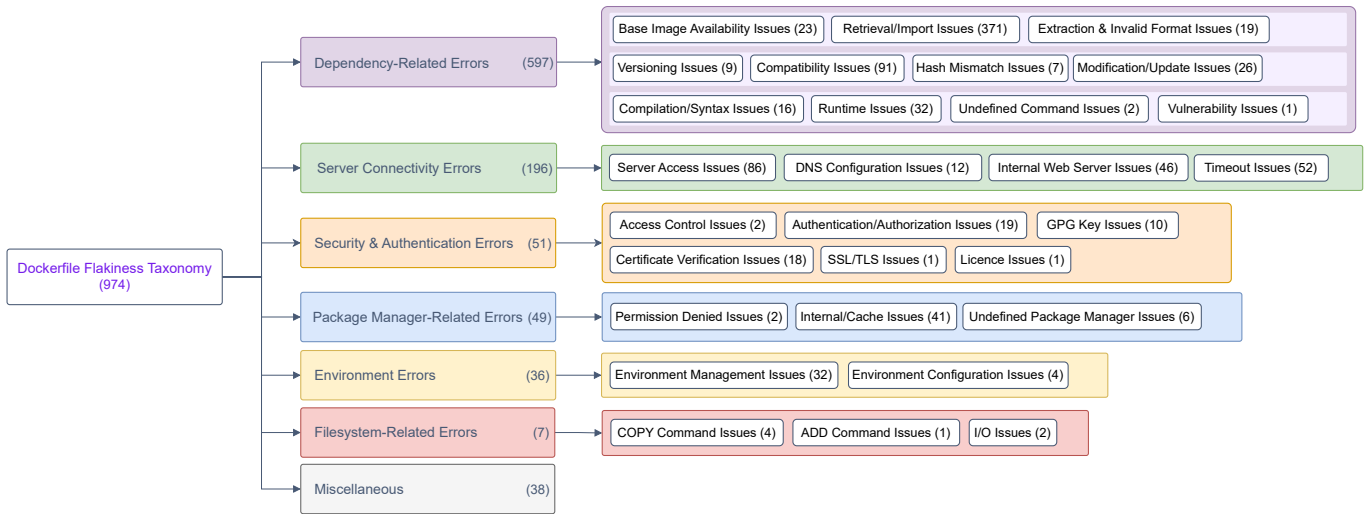 Dockerfile Flakiness Taxonomy
(974)
Dependency-Related Errors (597)
Base Image Availability Issues (23) Retrieval/Import Issues (371) Extraction & Invalid Format Issues (19)
Versioning Issues (9) Compatibility Issues (91) Hash Mismatch Issues (7) Modification/Update Issues (26)
Compilation/Syntax Issues (16) Runtime Issues (32) Undefined Command Issues (2) Vulnerability Issues (1)
Server Connectivity Errors (196)
Server Access Issues (86) DNS Configuration Issues (12) Internal Web Server Issues (46) Timeout Issues (52)
Security & Authentication Errors (51)
Access Control Issues (2) Authentication/Authorization Issues (19) GPG Key Issues (10)
Certificate Verification Issues (18) SSL/TLS Issues (1) Licence Issues (1)
Package Manager-Related Errors (49)
Permission Denied Issues (2) Internal/Cache Issues (41) Undefined Package Manager Issues (6)
Environment Errors (36)
Environment Management Issues (32) Environment Configuration Issues (4)
Filesystem-Related Errors (7)
COPY Command Issues (4) ADD Command Issues (1) I/O Issues (2)
Miscellaneous (38)